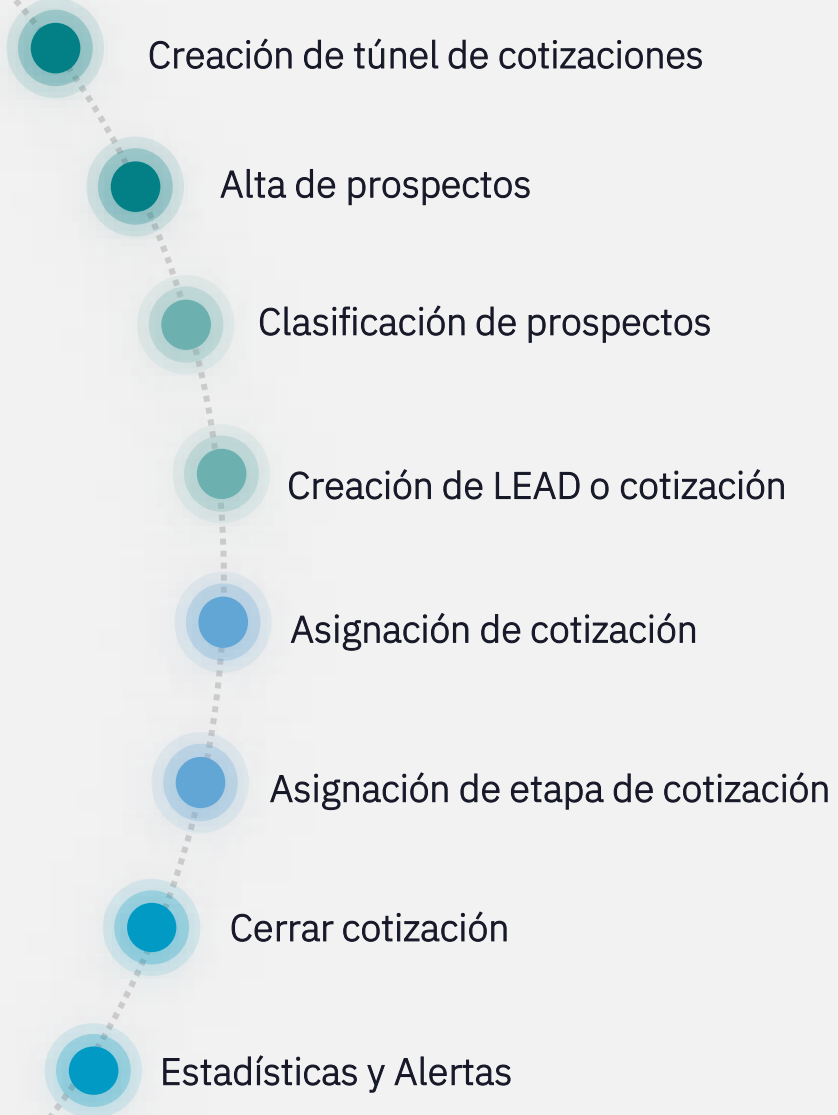 Creación de túnel de cotizaciones
Alta de prospectos
Clasificación de prospectos
Creación de LEAD o cotización
Asignación de cotización
Asignación de etapa de cotización
Cerrar cotización
Estadísticas y Alertas